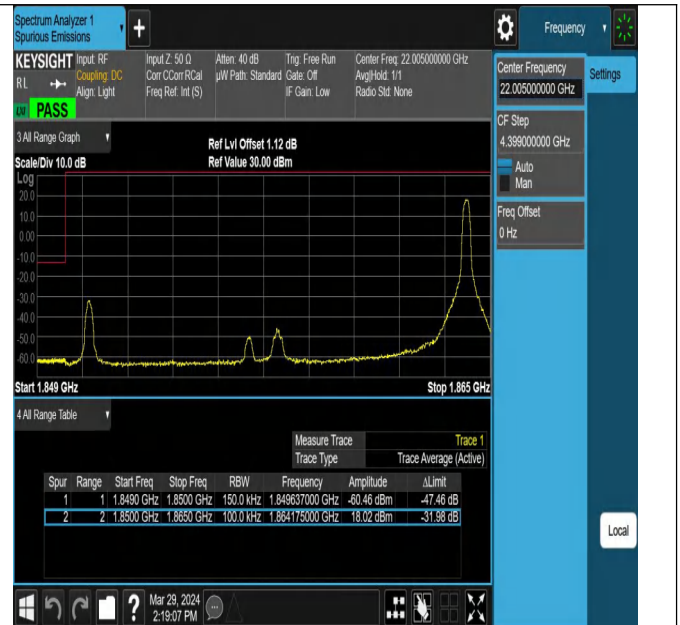 Spectrum Analyzer 1
Spurious Emissions
+
Frequency
KEYSIGHT
RL
PASS
Input: RF
Coupling: DC
Align: Light
Input Z: 50 Ω
Corr CCorr RCal
Freq Ref: Int (S)
Atten: 40 dB
µW Path: Standard
Trig: Free Run
Gate: Off
IF Gain: Low
Center Freq: 22.005000000 GHz
Avg|Hold: 1/1
Radio Std: None
Center Frequency
22.005000000 GHz
Settings
CF Step
4.399000000 GHz
Auto
Man
Freq Offset
0 Hz
3 All Range Graph
Scale/Div 10.0 dB
Ref Lvl Offset 1.12 dB
Ref Value 30.00 dBm
Log
20.0
10.0
0.00
-10.0
-20.0
-30.0
-40.0
-50.0
-60.0
Start 1.849 GHz
Stop 1.865 GHz
4 All Range Table
Measure Trace Trace 1
Trace Type Trace Average (Active)
Spur Range Start Freq Stop Freq RBW Frequency Amplitude ΔLimit
1 1 1.8490 GHz 1.8500 GHz 150.0 kHz 1.849637000 GHz -60.46 dBm -47.46 dB
2 2 1.8500 GHz 1.8650 GHz 100.0 kHz 1.864175000 GHz 18.02 dBm -31.98 dB
Local
?
Mar 29, 2024
2:19:07 PM